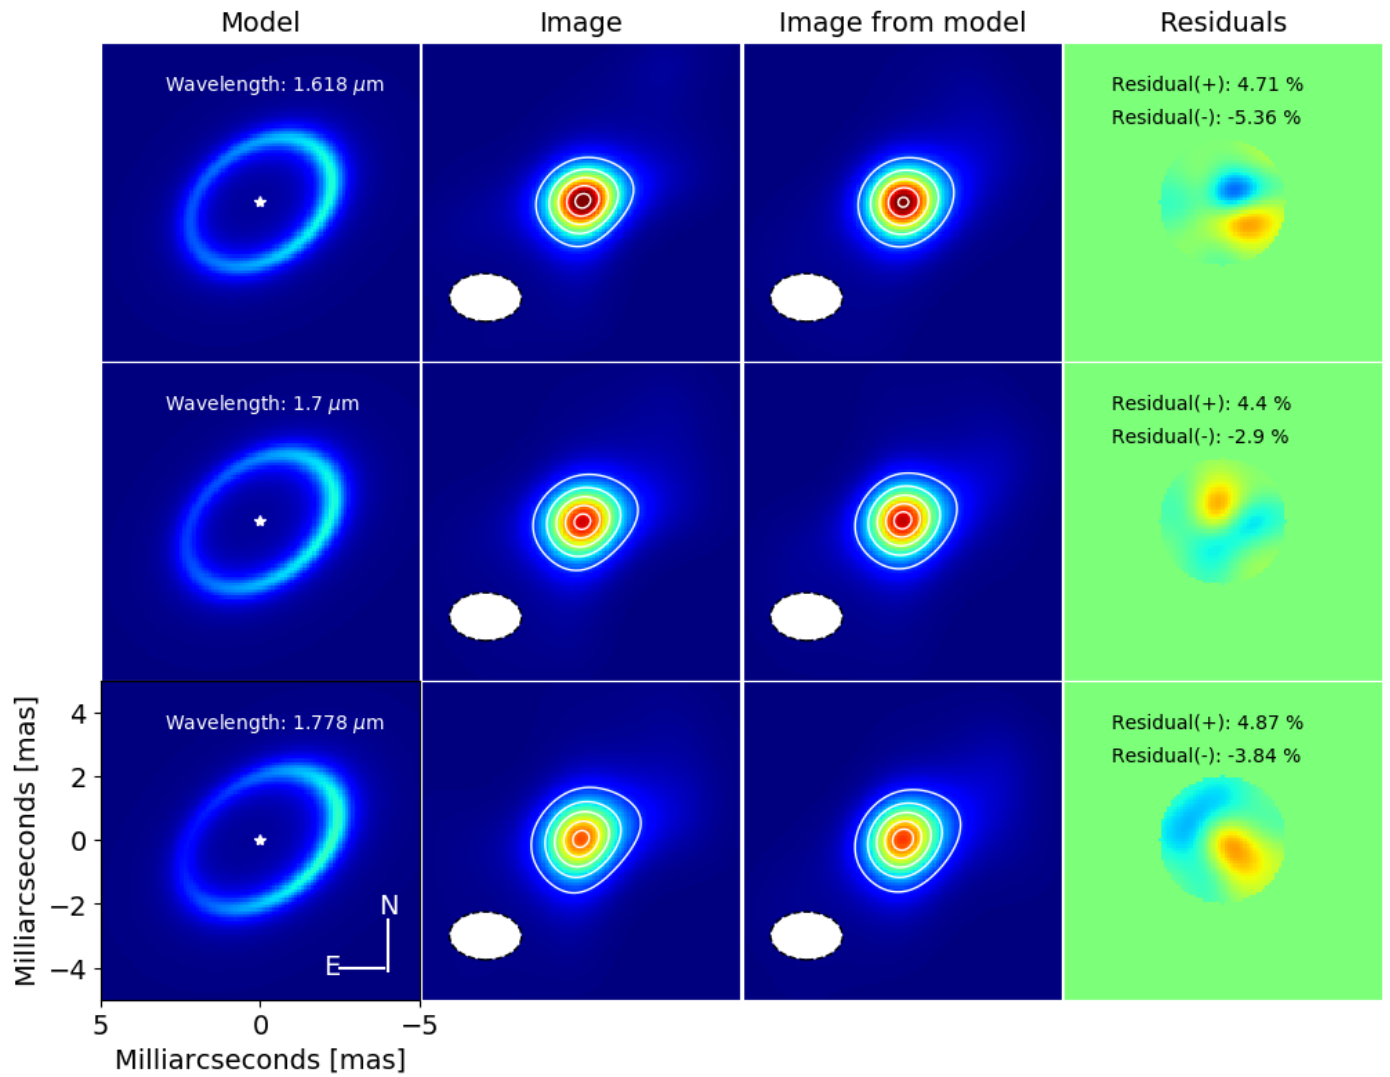 Model Image Image from model Residuals
Wavelength: 1.618 μm
Residual(+): 4.71 %
Residual(-): -5.36 %
Wavelength: 1.7 μm
Residual(+): 4.4 %
Residual(-): -2.9 %
Wavelength: 1.778 μm
Residual(+): 4.87 %
Residual(-): -3.84 %
Milliarcseconds [mas]
4
2
0
−2
−4
N
E
5 0 −5
Milliarcseconds [mas]